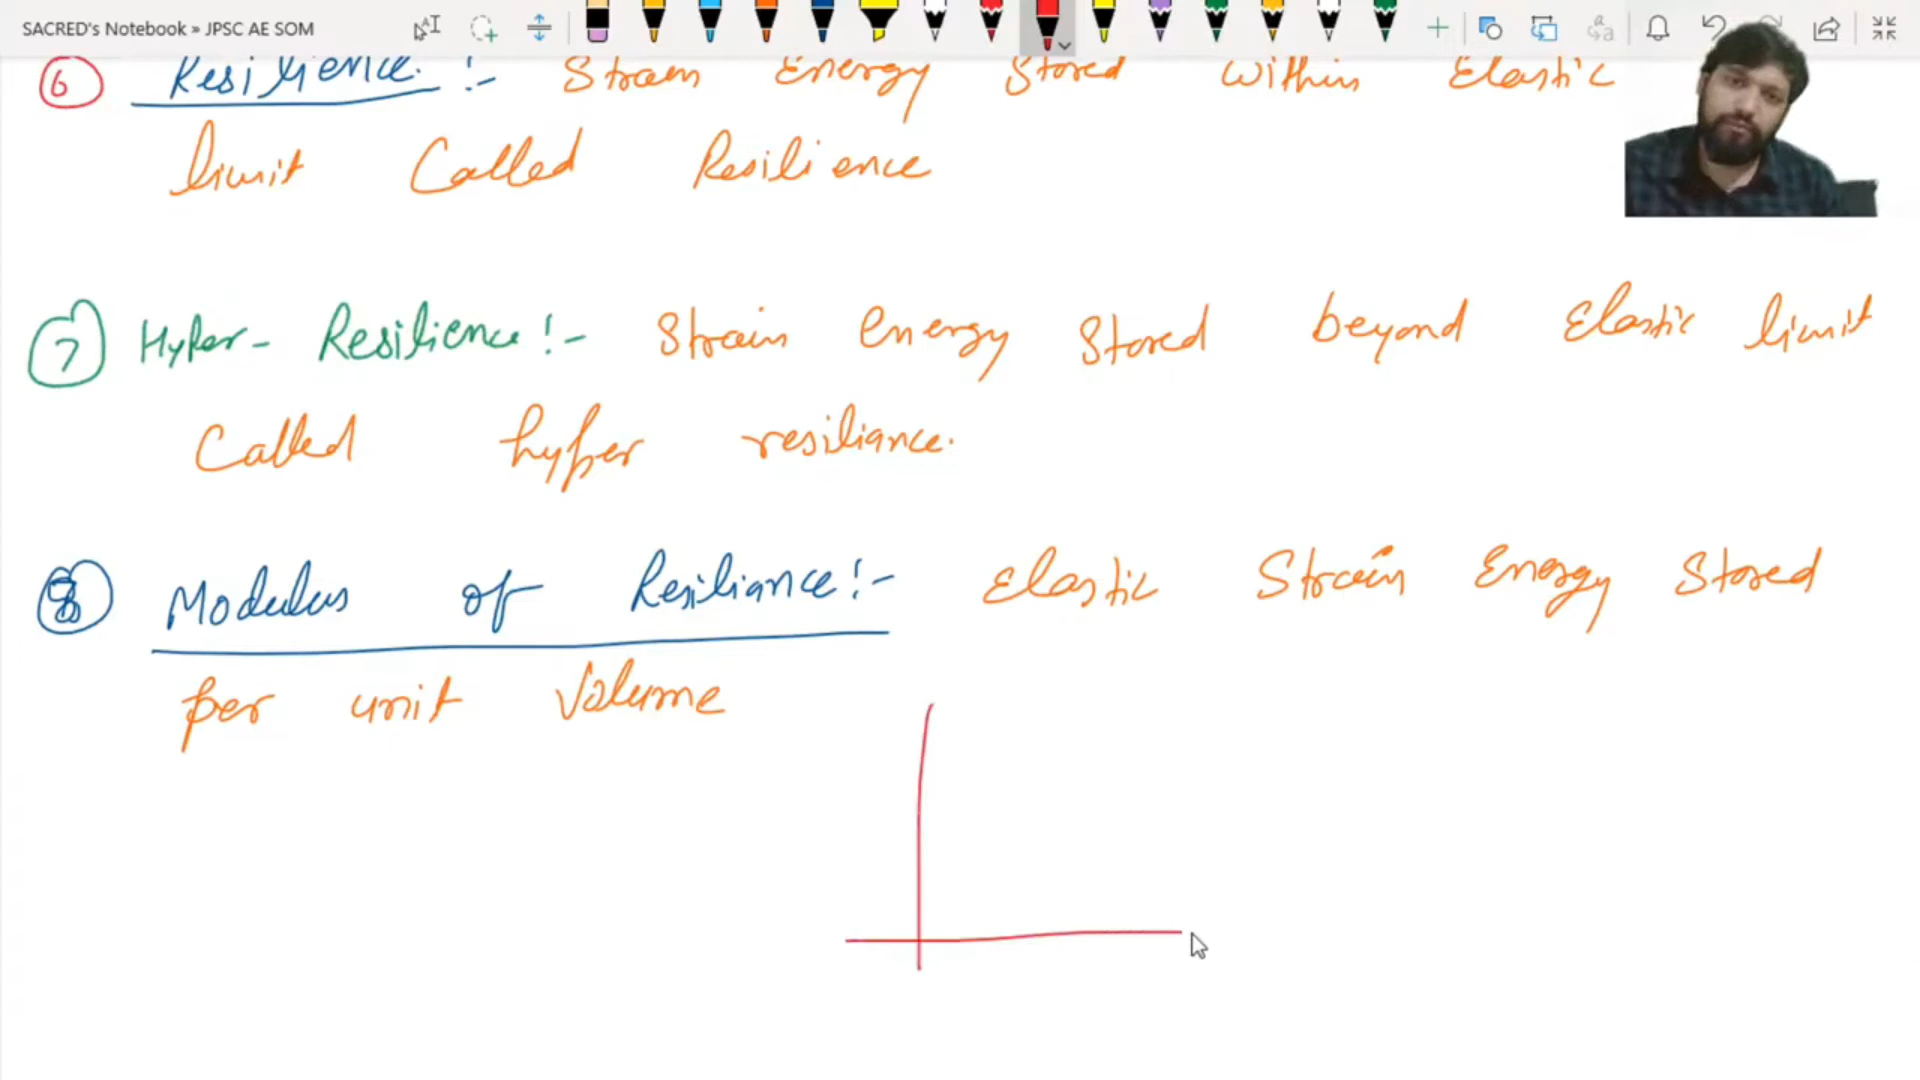 SACRED's Notebook » JPSC AE SOM
6 Resilience :- Strain Energy Stored within Elastic
limit Called Resilience
7 Hyper- Resilience :- Strain Energy Stored beyond Elastic limit
Called hyper resiliance.
8 Modulus of Resiliance :- Elastic Strain Energy Stored
per unit Volume